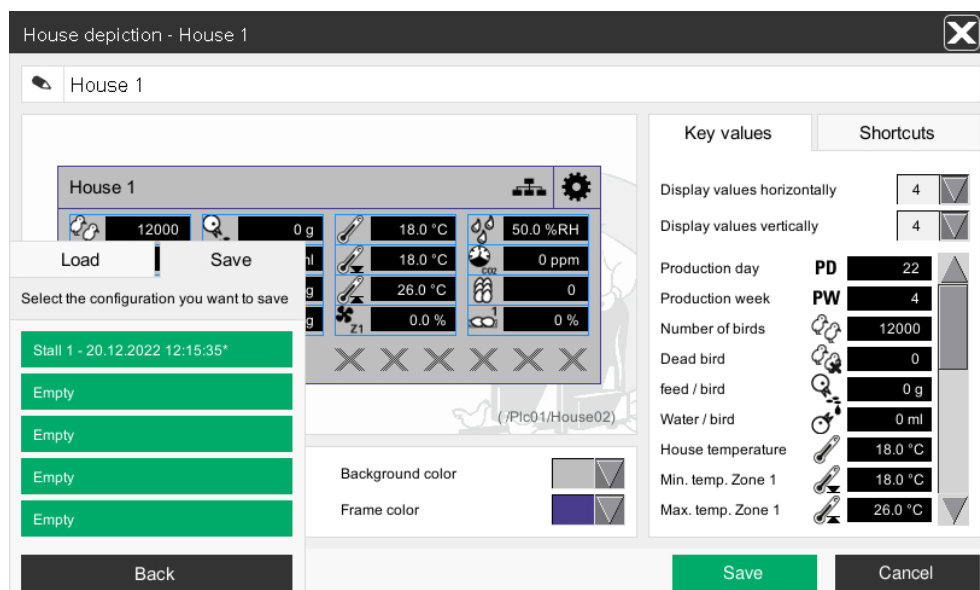 House depiction - House 1
House 1
House 1
12000
0 g
18.0 °C
50.0 %RH
ml
18.0 °C
CO2
0 ppm
g
26.0 °C
0
g
Z1
0.0 %
1
0 %
(/Plc01/House02)
Load
Save
Select the configuration you want to save
Stall 1 - 20.12.2022 12:15:35*
Empty
Empty
Empty
Empty
Back
Background color
Frame color
Key values
Shortcuts
Display values horizontally
4
Display values vertically
4
Production day PD 22
Production week PW 4
Number of birds 12000
Dead bird 0
feed / bird 0 g
Water / bird 0 ml
House temperature 18.0 °C
Min. temp. Zone 1 18.0 °C
Max. temp. Zone 1 26.0 °C
Save
Cancel